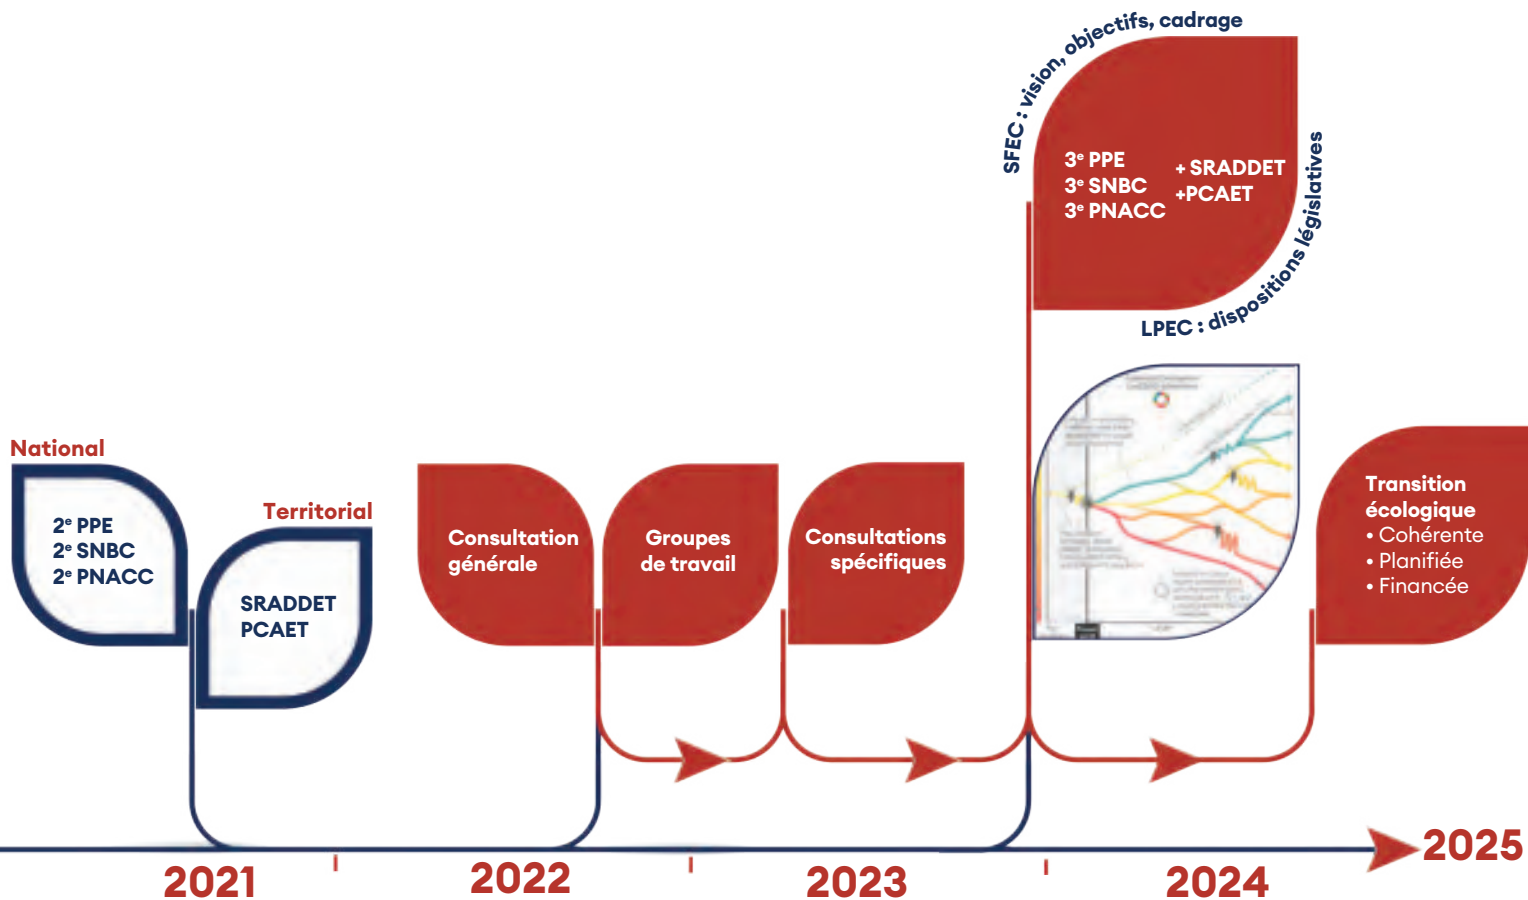 SFEC : vision, objectifs, cadrage
3e PPE
3e SNBC
3e PNACC
+ SRADDET
+PCAET
LPEC : dispositions législatives
National
2e PPE
2e SNBC
2e PNACC
Territorial
SRADDET
PCAET
Consultation
générale
Groupes
de travail
Consultations
spécifiques
Transition
écologique
• Cohérente
• Planifiée
• Financée
2021
2022
2023
2024
2025